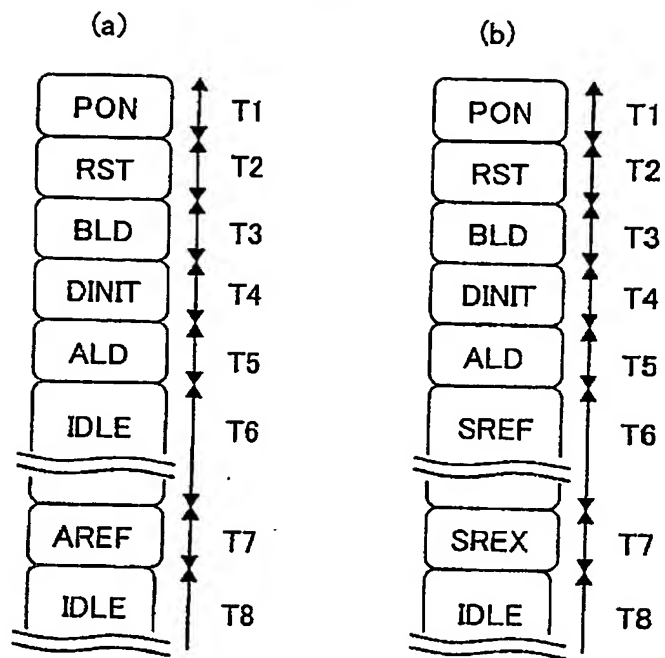 (a)
PON T1
RST T2
BLD T3
DINIT T4
ALD T5
IDLE T6
AREF T7
IDLE T8
(b)
PON T1
RST T2
BLD T3
DINIT T4
ALD T5
SREF T6
SREX T7
IDLE T8